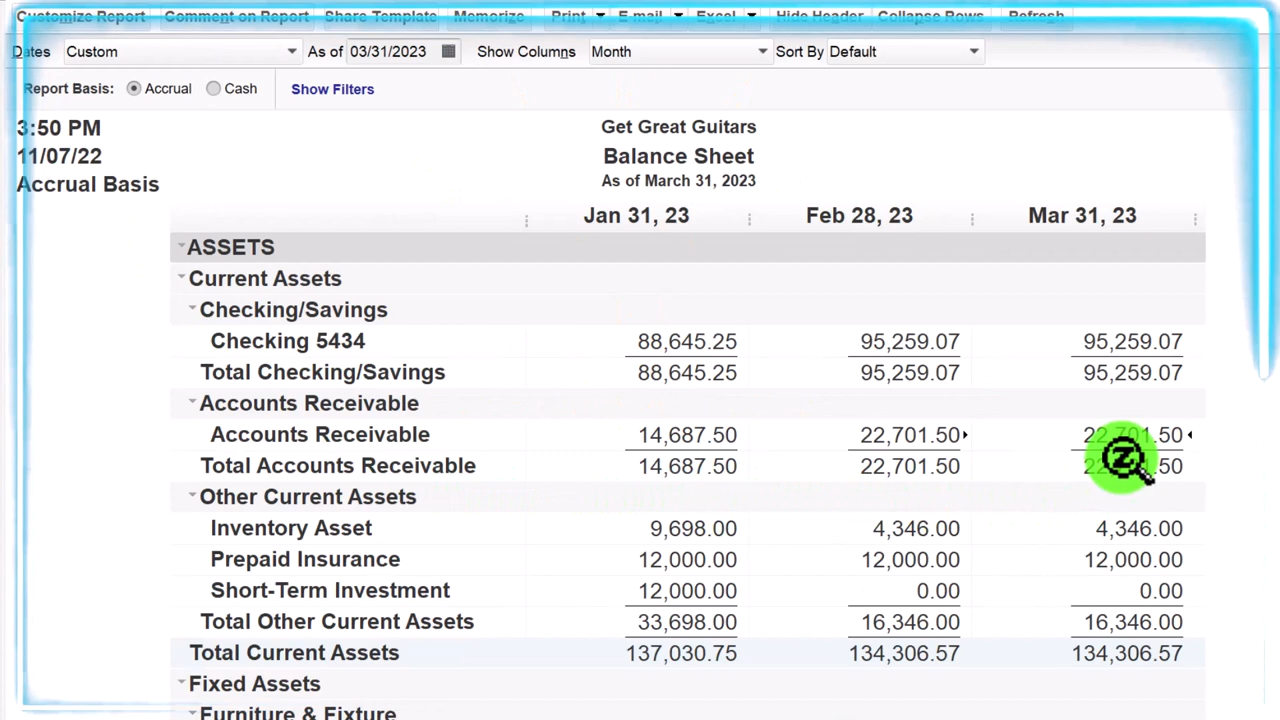 Customize Report Comment on Report Share Template Memorize Print E-mail Excel Hide Header Collapse Rows Refresh
Dates Custom As of 03/31/2023 Show Columns Month Sort By Default
Report Basis: Accrual Cash Show Filters
3:50 PM
11/07/22
Accrual Basis
Get Great Guitars
Balance Sheet
As of March 31, 2023
Jan 31, 23 Feb 28, 23 Mar 31, 23
ASSETS
Current Assets
Checking/Savings
Checking 5434 88,645.25 95,259.07 95,259.07
Total Checking/Savings 88,645.25 95,259.07 95,259.07
Accounts Receivable
Accounts Receivable 14,687.50 22,701.50 22,701.50
Total Accounts Receivable 14,687.50 22,701.50
Other Current Assets
Inventory Asset 9,698.00 4,346.00 4,346.00
Prepaid Insurance 12,000.00 12,000.00 12,000.00
Short-Term Investment 12,000.00 0.00 0.00
Total Other Current Assets 33,698.00 16,346.00 16,346.00
Total Current Assets 137,030.75 134,306.57 134,306.57
Fixed Assets
Furniture & Fixture